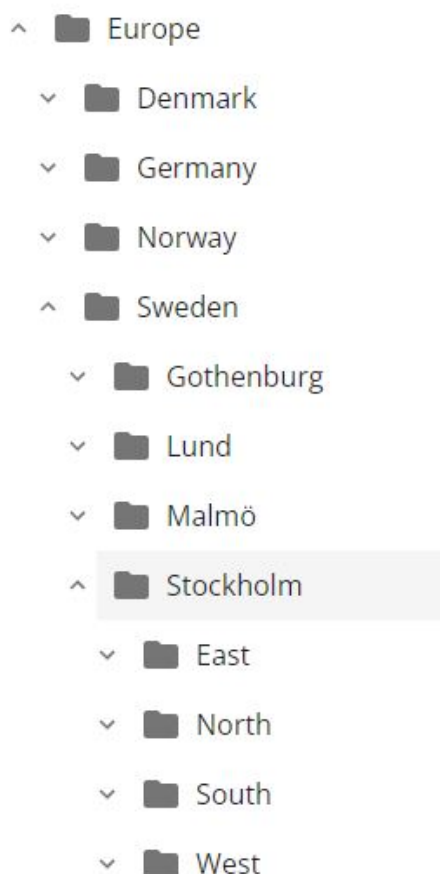 Europe
Denmark
Germany
Norway
Sweden
Gothenburg
Lund
Malmö
Stockholm
East
North
South
West